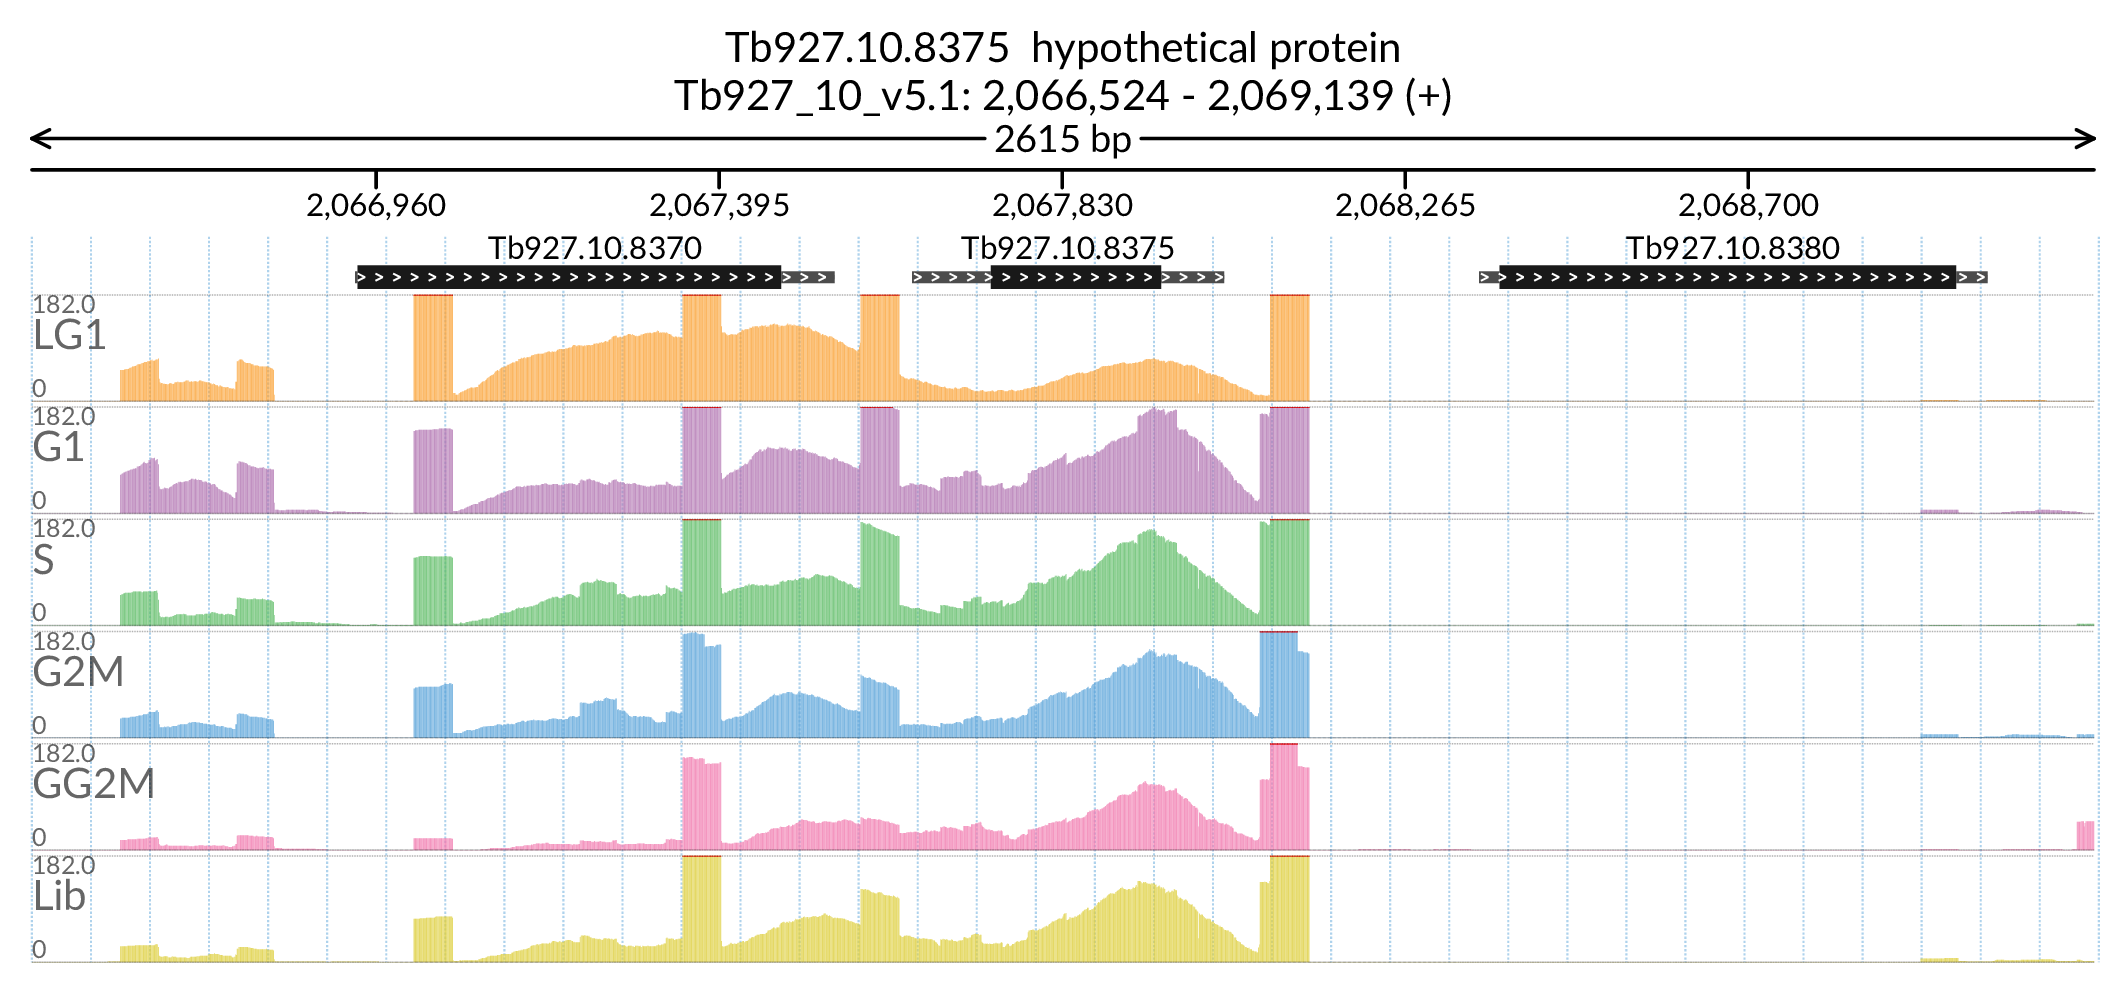 Tb927.10.8375 hypothetical protein
Tb927_10_v5.1: 2,066,524 - 2,069,139 (+)
2615 bp
2,066,960 2,067,395 2,067,830 2,068,265 2,068,700
Tb927.10.8370 Tb927.10.8375 Tb927.10.8380
182.0
LG1
0
182.0
G1
0
182.0
S
0
182.0
G2M
0
182.0
GG2M
0
182.0
Lib
0